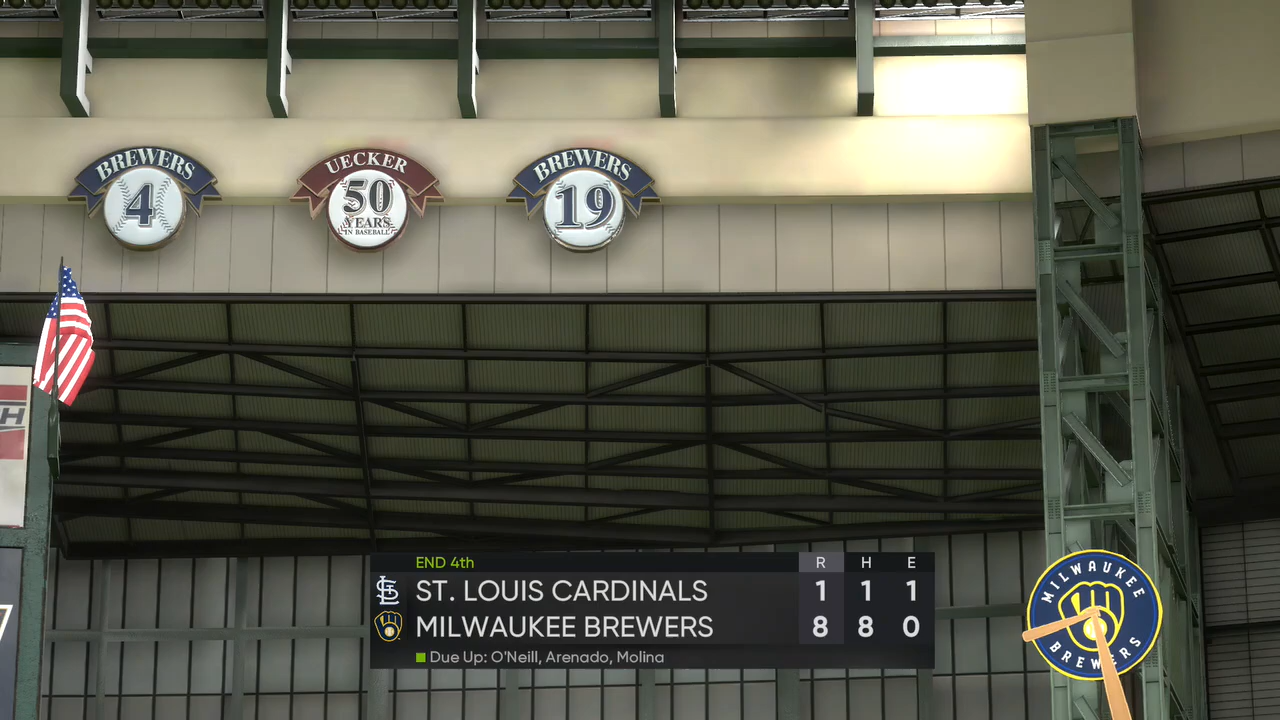 BREWERS
4
UECKER
50
YEARS
IN BASEBALL
BREWERS
19
H
END 4th R H E
STL ST. LOUIS CARDINALS 1 1 1
MILWAUKEE BREWERS 8 8 0
Due Up: O'Neill, Arenado, Molina
MILWAUKEE
BREWERS